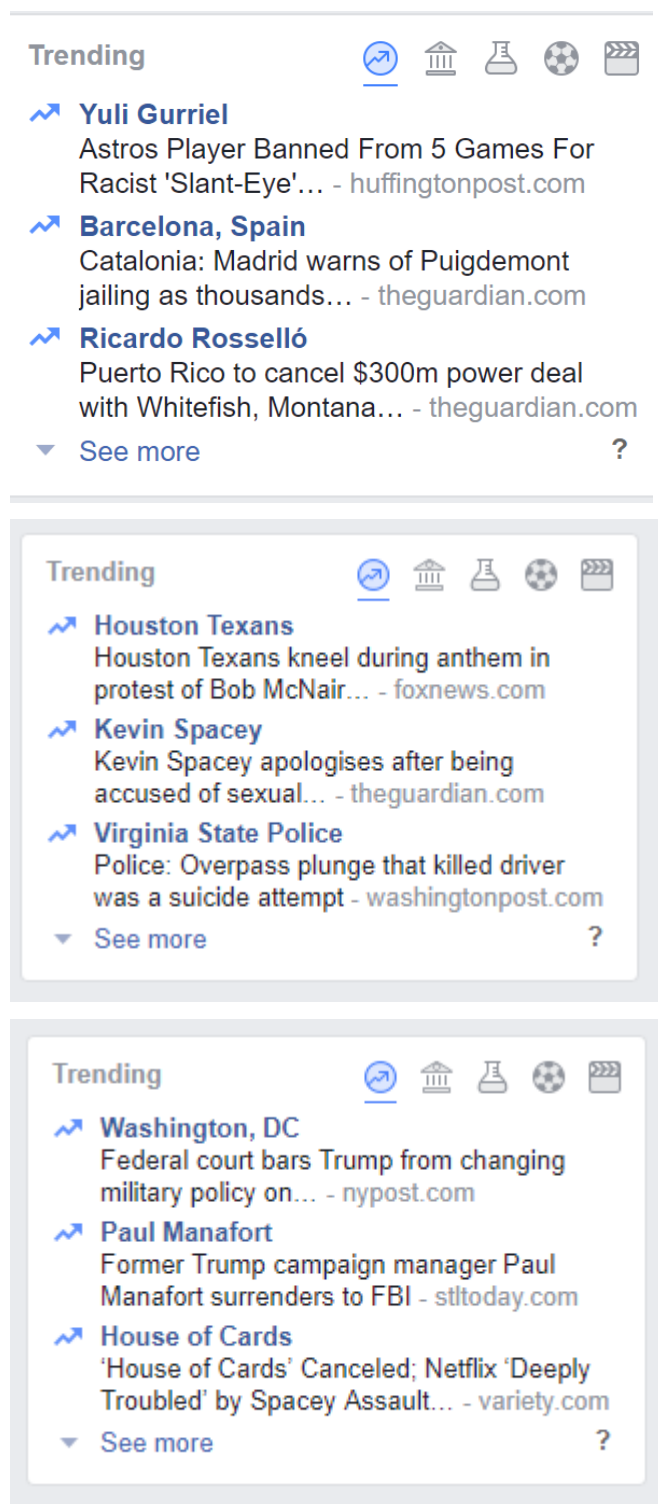 Trending
Yuli Gurriel
Astros Player Banned From 5 Games For
Racist 'Slant-Eye'... - huffingtonpost.com
Barcelona, Spain
Catalonia: Madrid warns of Puigdemont
jailing as thousands... - theguardian.com
Ricardo Rosselló
Puerto Rico to cancel $300m power deal
with Whitefish, Montana... - theguardian.com
See more ?
Trending
Houston Texans
Houston Texans kneel during anthem in
protest of Bob McNair... - foxnews.com
Kevin Spacey
Kevin Spacey apologises after being
accused of sexual... - theguardian.com
Virginia State Police
Police: Overpass plunge that killed driver
was a suicide attempt - washingtonpost.com
See more ?
Trending
Washington, DC
Federal court bars Trump from changing
military policy on... - nypost.com
Paul Manafort
Former Trump campaign manager Paul
Manafort surrenders to FBI - stltoday.com
House of Cards
‘House of Cards’ Canceled; Netflix ‘Deeply
Troubled’ by Spacey Assault... - variety.com
See more ?